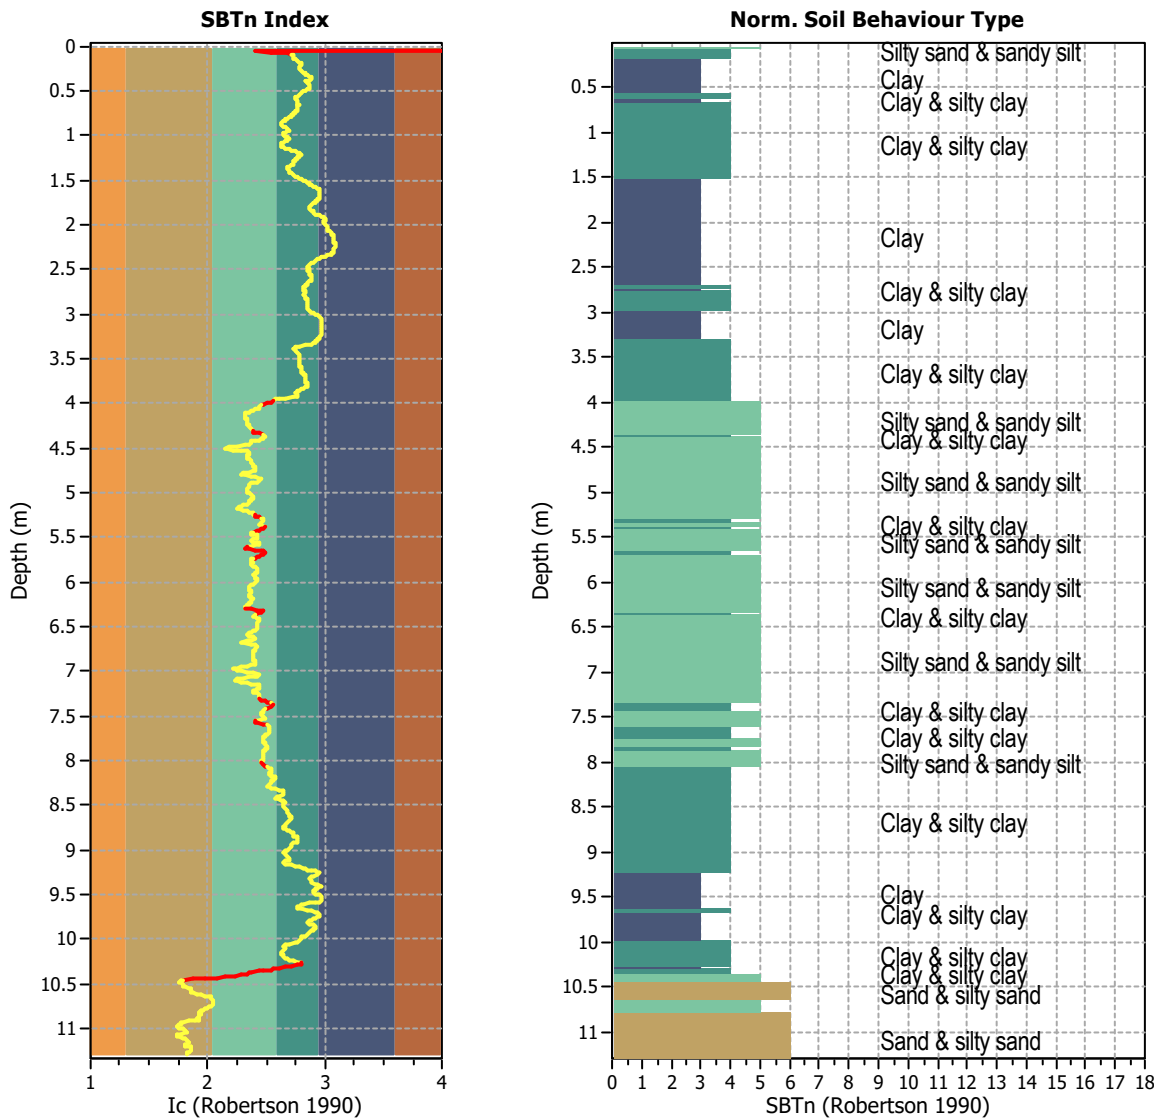 SBTn Index
0
0.5
1
1.5
2
2.5
3
3.5
4
4.5
5
5.5
6
6.5
7
7.5
8
8.5
9
9.5
10
10.5
11
Depth (m)
1 2 3 4
Ic (Robertson 1990)
Norm. Soil Behaviour Type
0.5
1
1.5
2
2.5
3
3.5
4
4.5
5
5.5
6
6.5
7
7.5
8
8.5
9
9.5
10
10.5
11
Depth (m)
Silty sand & sandy silt
Clay
Clay & silty clay
Clay & silty clay
Clay
Clay & silty clay
Clay
Clay & silty clay
Silty sand & sandy silt
Clay & silty clay
Silty sand & sandy silt
Clay & silty clay
Silty sand & sandy silt
Silty sand & sandy silt
Clay & silty clay
Silty sand & sandy silt
Clay & silty clay
Clay & silty clay
Silty sand & sandy silt
Clay & silty clay
Clay
Clay & silty clay
Clay & silty clay
Clay & silty clay
Sand & silty sand
Sand & silty sand
0 1 2 3 4 5 6 7 8 9 10 11 12 13 14 15 16 17 18
SBTn (Robertson 1990)